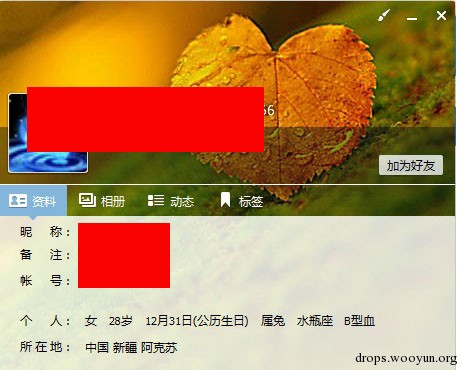 66
加为好友
资料 相册 动态 标签
昵 称:
备 注:
帐 号:
个 人: 女 28岁 12月31日(公历生日) 属兔 水瓶座 B型血
所在地: 中国 新疆 阿克苏
drops.wooyun.org